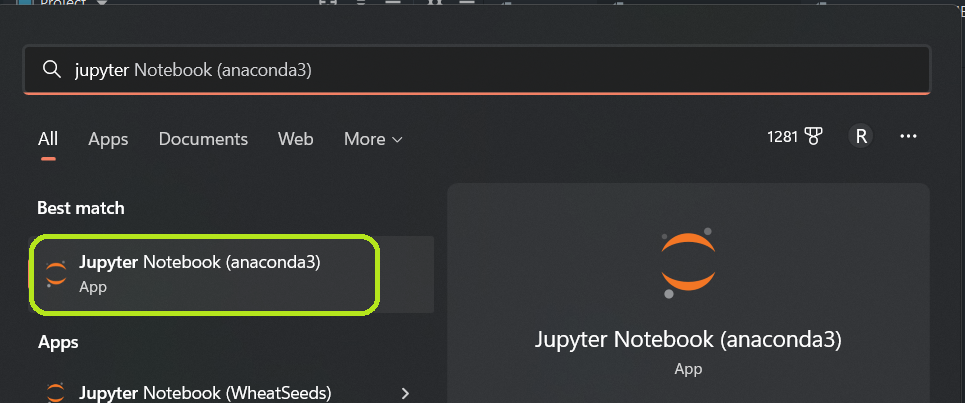 Project
jupyter Notebook (anaconda3)
All Apps Documents Web More 1281 R ...
Best match
Jupyter Notebook (anaconda3)
App
Jupyter Notebook (anaconda3)
App
Apps
Jupyter Notebook (WheatSeeds)